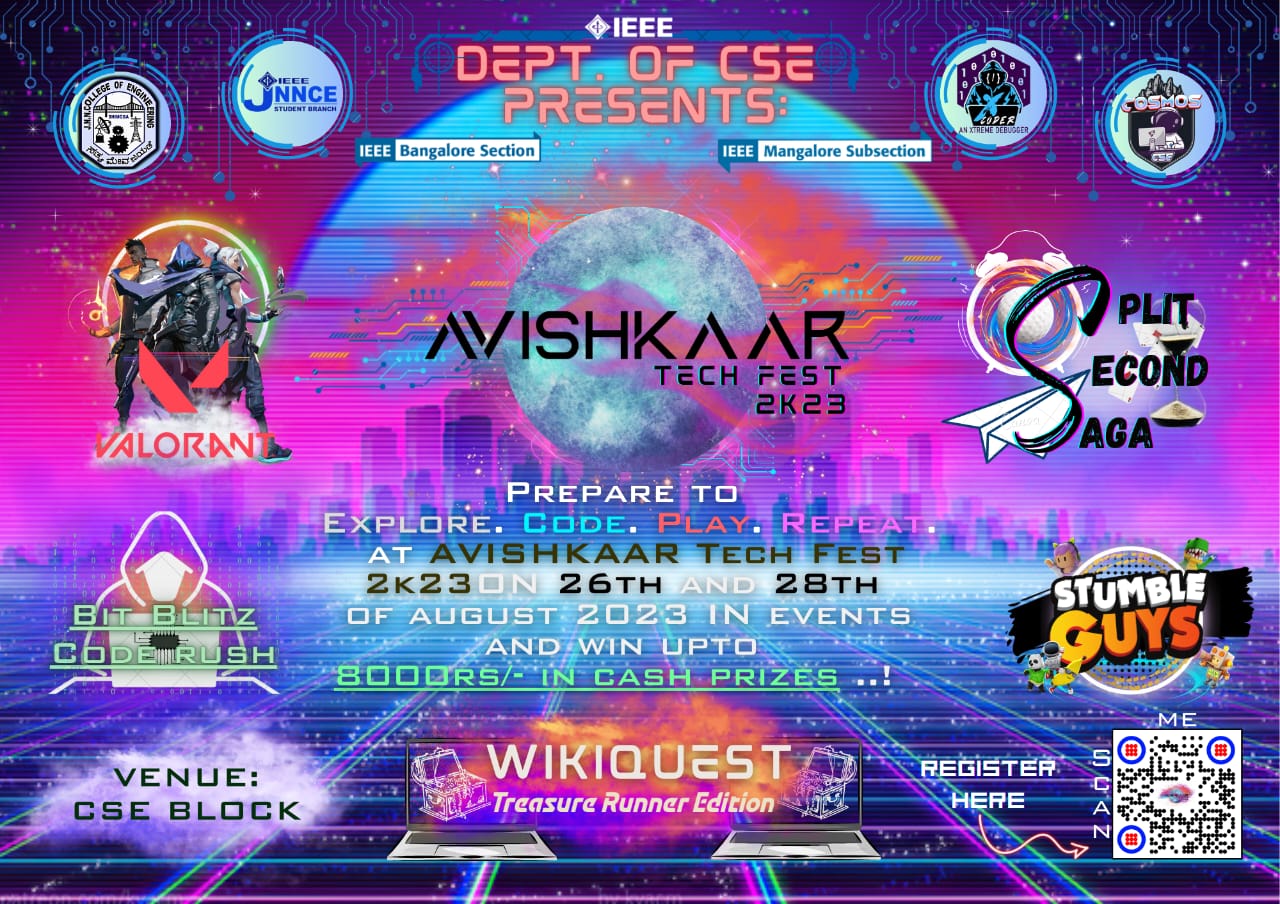 IEEE
DEPT. OF CSE
PRESENTS:
IEEE Bangalore Section
IEEE Mangalore Subsection
J.N.N.COLLEGE OF ENGINEERING
IEEE
JNNCE
STUDENT BRANCH
X CODER
AN XTREME DEBUGGER
COSMOS
CSE
VALORANT
AVISHKAAR
TECH FEST
2K23
SPLIT
SECOND
SAGA
PREPARE TO
EXPLORE. CODE. PLAY. REPEAT.
AT AVISHKAAR TECH FEST
2K23ON 26TH AND 28TH
OF AUGUST 2023 IN EVENTS
AND WIN UPTO
8000RS/- IN CASH PRIZES ..!
BIT BLITZ
CODE RUSH
STUMBLE
GUYS
VENUE:
CSE BLOCK
WIKIQUEST
Treasure Runner Edition
REGISTER
HERE
SCAN
ME